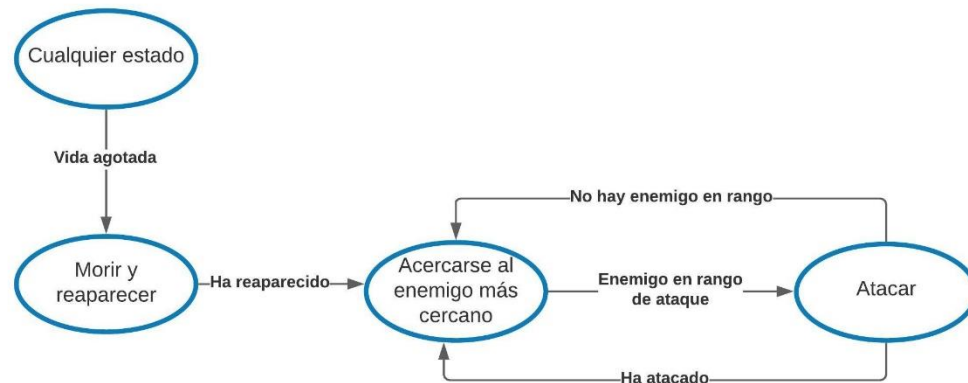 Cualquier estado
Vida agotada
No hay enemigo en rango
Morir y
reaparecer
Ha reaparecido
Acercarse al
enemigo más
cercano
Enemigo en rango
de ataque
Atacar
Ha atacado